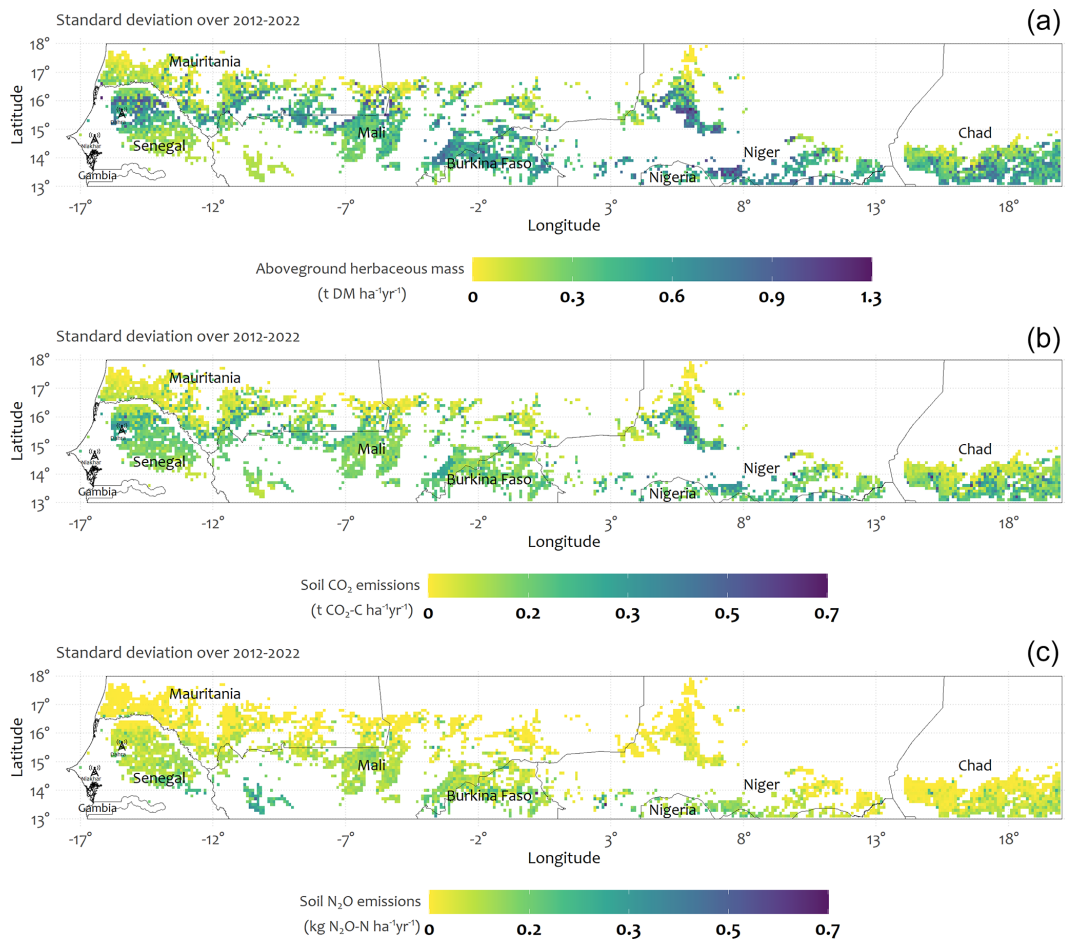 (a)
Standard deviation over 2012-2022
18°
17°
16°
15°
14°
13°
Latitude
Mauritania
Mali
Chad
Senegal
Niakhar
Niger
Burkina Faso
Gambia
Nigeria
-17° -12° -7° -2° 3° 8° 13° 18°
Longitude
Aboveground herbaceous mass
(t DM ha⁻¹yr⁻¹)
0 0.3 0.6 0.9 1.3
(b)
Standard deviation over 2012-2022
18°
17°
16°
15°
14°
13°
Latitude
Mauritania
Mali
Chad
Senegal
Niakhar
Niger
Burkina Faso
Gambia
Nigeria
-17° -12° -7° -2° 3° 8° 13° 18°
Longitude
Soil CO₂ emissions
(t CO₂-C ha⁻¹yr⁻¹)
0 0.2 0.3 0.5 0.7
(c)
Standard deviation over 2012-2022
18°
17°
16°
15°
14°
13°
Latitude
Mauritania
Dahra
Mali
Chad
Senegal
Niakhar
Niger
Burkina Faso
Gambia
Nigeria
-17° -12° -7° -2° 3° 8° 13° 18°
Longitude
Soil N₂O emissions
(kg N₂O-N ha⁻¹yr⁻¹)
0 0.2 0.3 0.5 0.7